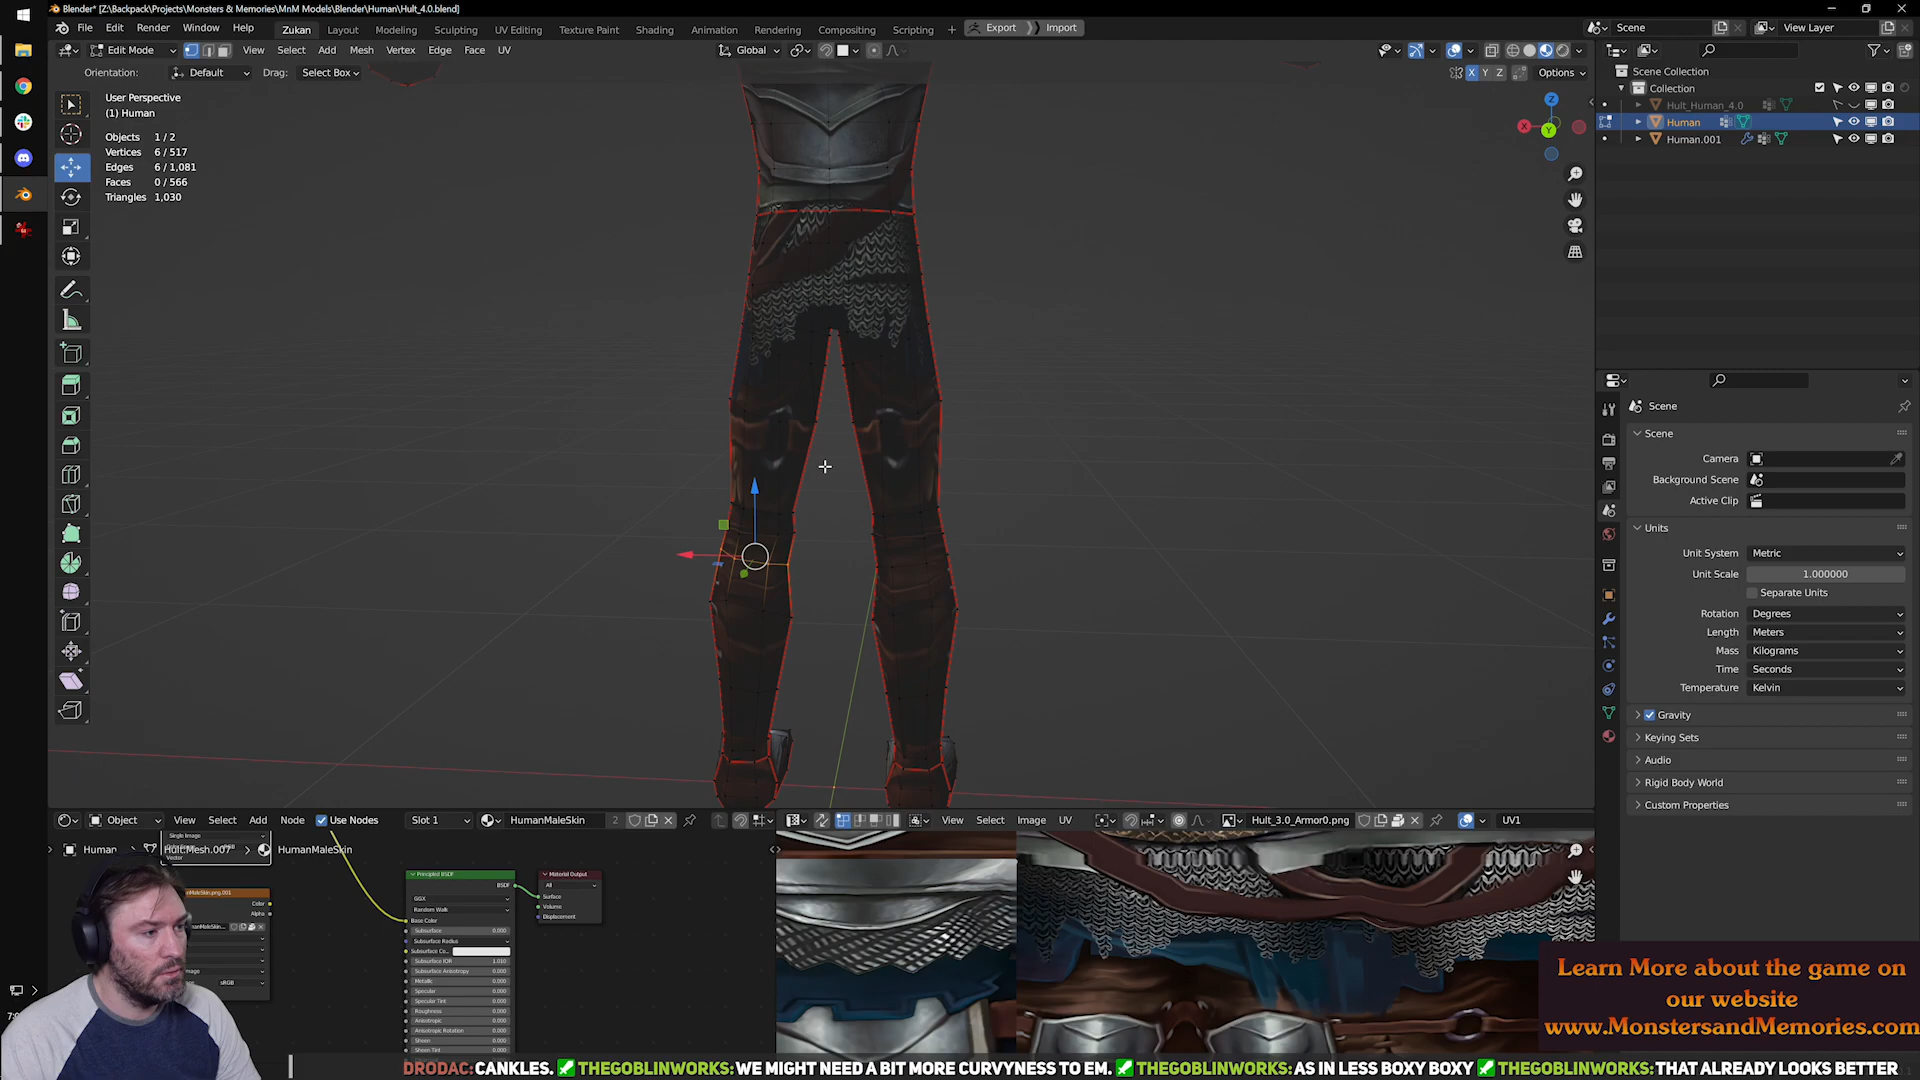 Blender* [Z:\Backpack\Projects\Monsters & Memories\MnM Models\Blender\Human\Hult_4.0.blend]
File Edit Render Window Help Zukan Layout Modeling Sculpting UV Editing Texture Paint Shading Animation Rendering Compositing Scripting + Export Import Scene View Layer
Edit Mode View Select Add Mesh Vertex Edge Face UV Global
Orientation: Default Drag: Select Box X Y Z Options
User Perspective
(1) Human
Objects 1 / 2
Vertices 6 / 517
Edges 6 / 1,081
Faces 0 / 566
Triangles 1,030
Z
X
Y
Scene Collection
Collection
Hult_Human_4.0
Human
Human.001
Scene
Scene
Camera
Background Scene
Active Clip
Units
Unit System Metric
Unit Scale 1.000000
Separate Units
Rotation Degrees
Length Meters
Mass Kilograms
Time Seconds
Temperature Kelvin
Gravity
Keying Sets
Audio
Rigid Body World
Custom Properties
Object View Select Add Node Use Nodes Slot 1 HumanMaleSkin 2
View Select Image UV Hult_3.0_Armor0.png UV1
Single Image
Vector
Human Hult.Mesh.007 HumanMaleSkin
Color
Alpha
sRGB
Principled BSDF
BSDF
GGX
Random Walk
Base Color
Subsurface 0.000
Subsurface Radius
Subsurface Co...
Subsurface IOR 1.010
Subsurface Anisotropy 0.000
Metallic 0.000
Specular 0.000
Specular Tint 0.000
Roughness 0.000
Anisotropic 0.000
Anisotropic Rotation 0.000
Sheen 0.000
Sheen Tint 0.000
Material Output
All
Surface
Volume
Displacement
Learn More about the game on
our website
www.MonstersandMemories.com
DRODAC: CANKLES. THEGOBLINWORKS: WE MIGHT NEED A BIT MORE CURVYNESS TO EM. THEGOBLINWORKS: AS IN LESS BOXY BOXY THEGOBLINWORKS: THAT ALREADY LOOKS BETTER